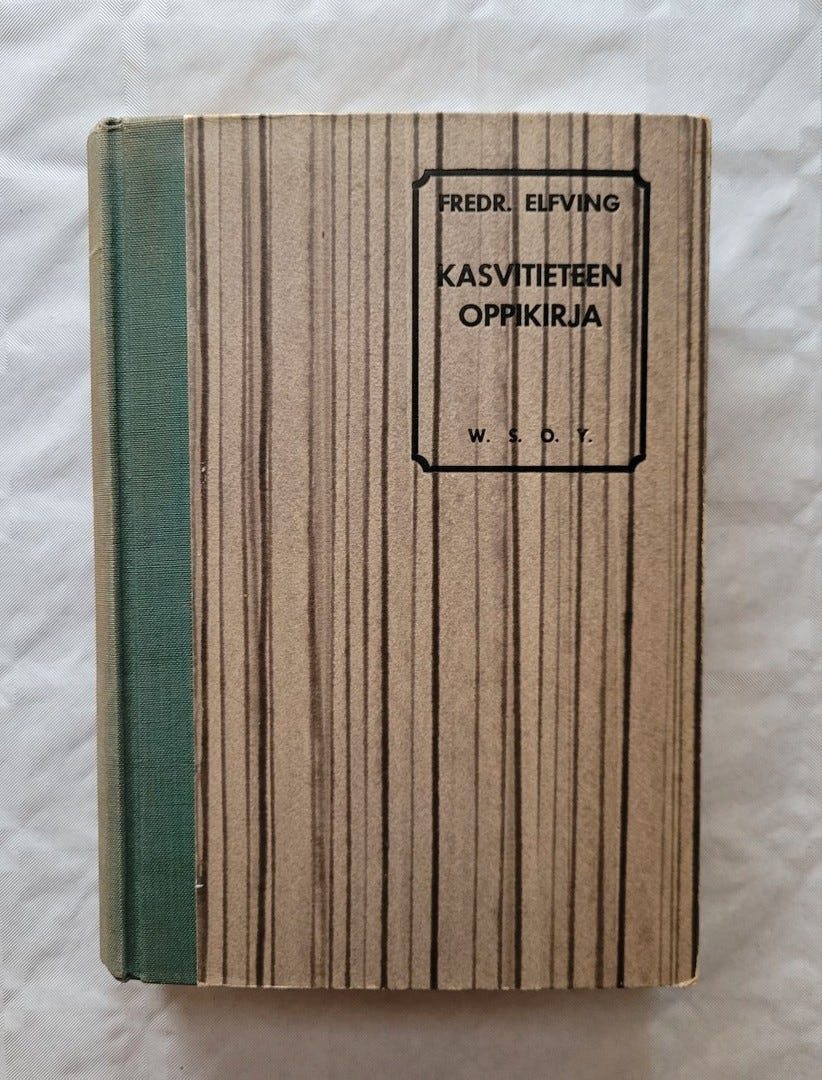 FREDR. ELFVING
KASVITIETEEN
OPPIKIRJA
W. S. O. Y.